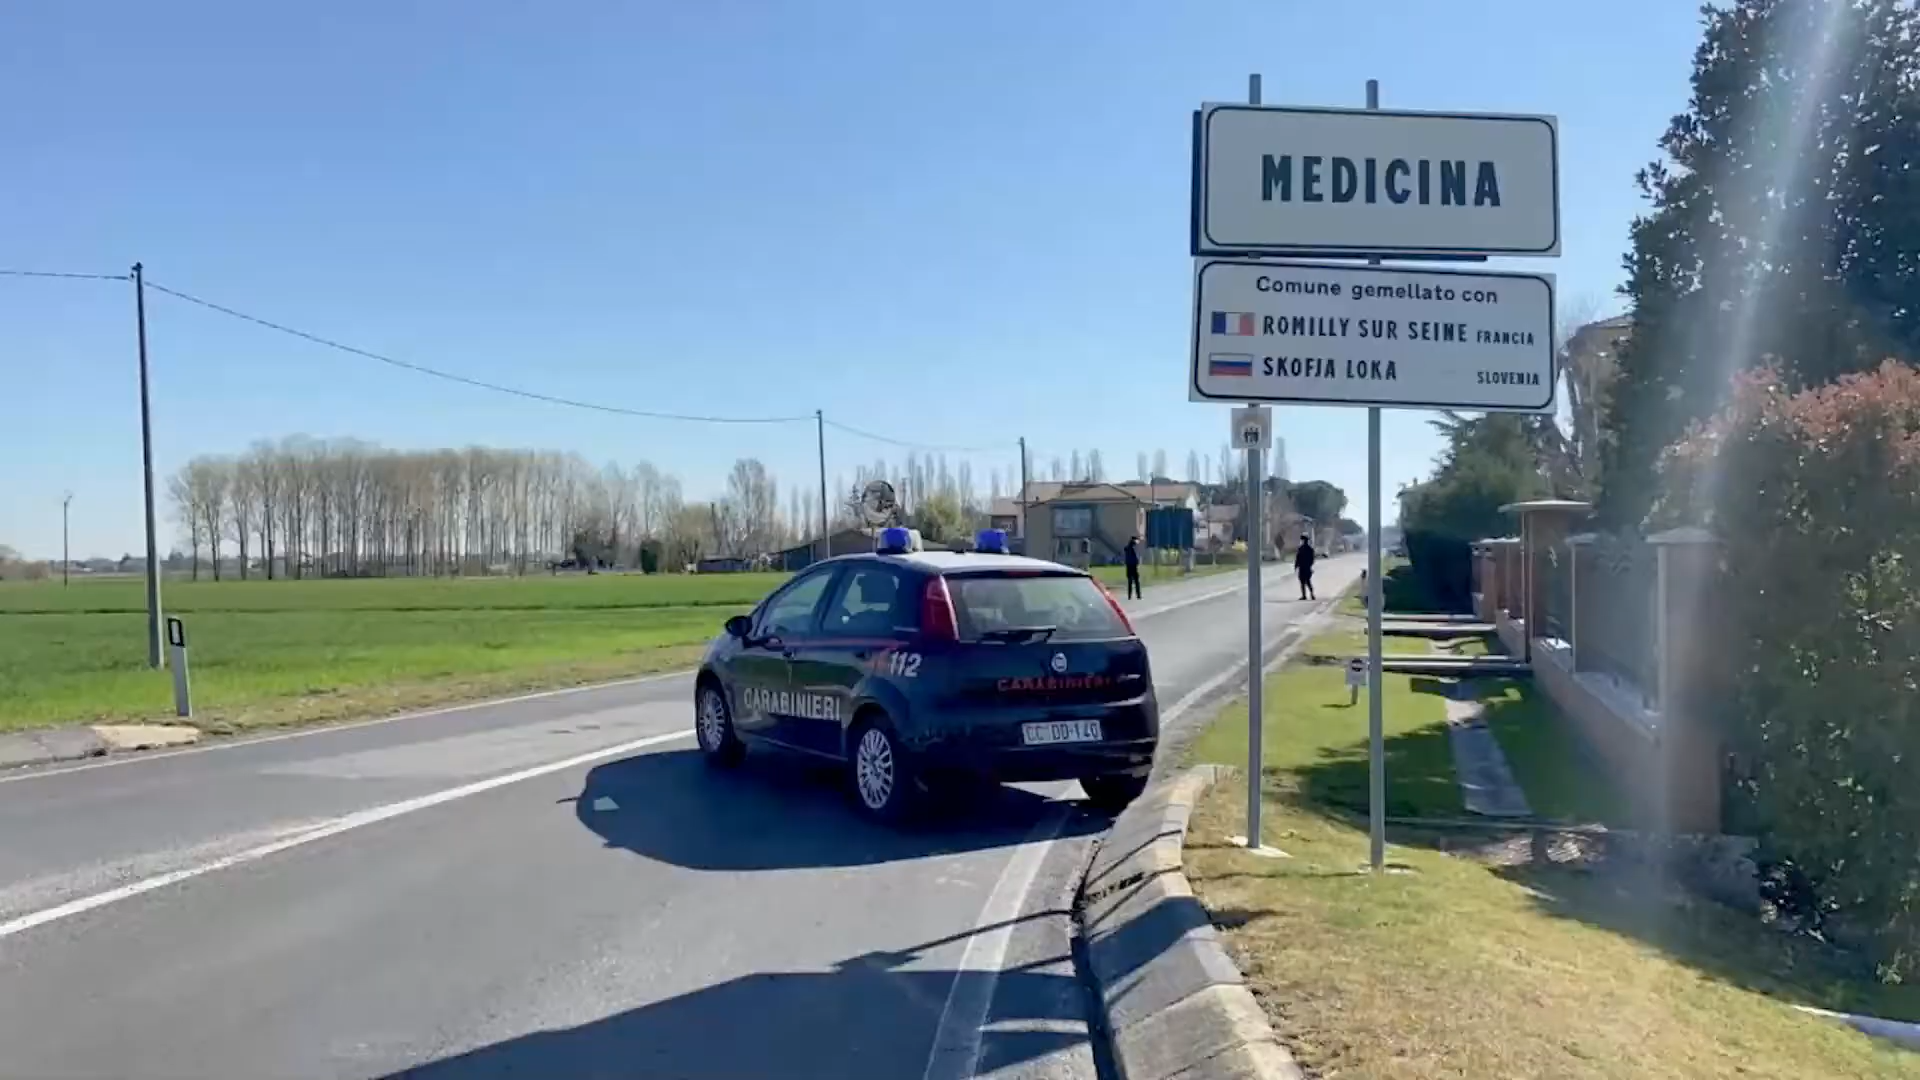 MEDICINA
Comune gemellato con
ROMILLY SUR SEINE FRANCIA
SKOFJA LOKA SLOVENIA
112
CARABINIERI
CARABINIERI
CC DD-140